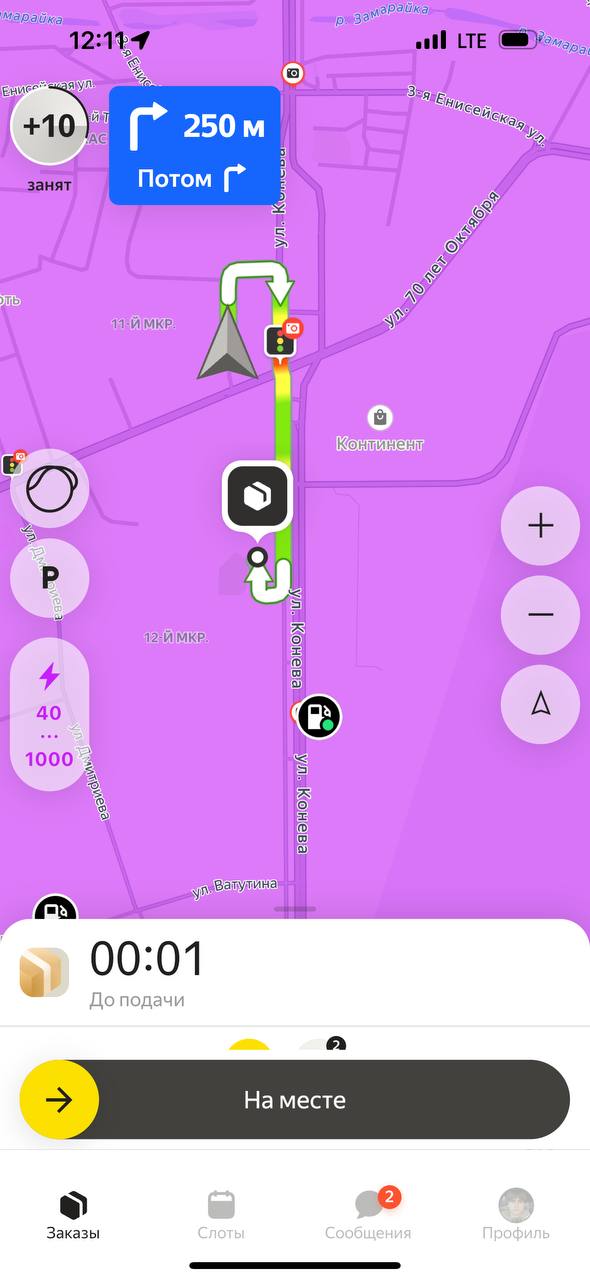 р. Замарайка
12:11
LTE
р. Замарайка
3-я Енисейская ул.
+10
занят
250 м
Потом
ул. Конева
ул. 70 лет Октября
11-Й МКР.
Континент
P
ул. Дмитриева
12-Й МКР.
ул. Конева
40
...
1000
ул. Дмитриева
ул. Конева
ул. Ватутина
00:01
До подачи
2
На месте
2
Заказы
Слоты
Сообщения
Профиль